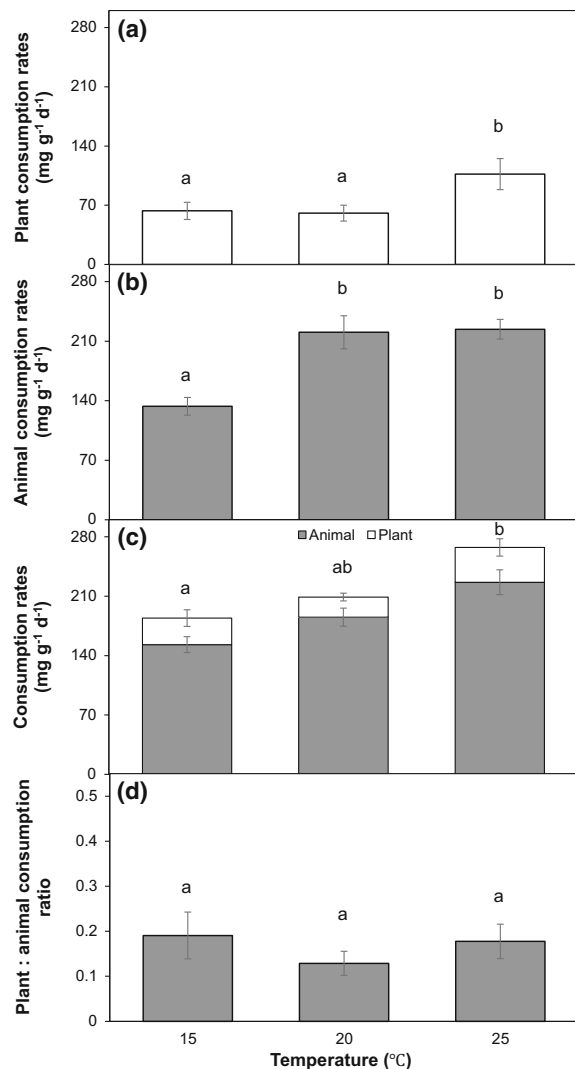 (a)
Plant consumption rates
(mg g-1 d-1)
280
210
140
70
0
a
a
b
(b)
Animal consumption rates
(mg g-1 d-1)
280
210
140
70
0
a
b
b
(c)
Consumption rates
(mg g-1 d-1)
280
210
140
70
0
Animal Plant
a
ab
b
(d)
Plant : animal consumption
ratio
0.5
0.4
0.3
0.2
0.1
0
a
a
a
15 20 25
Temperature (℃)